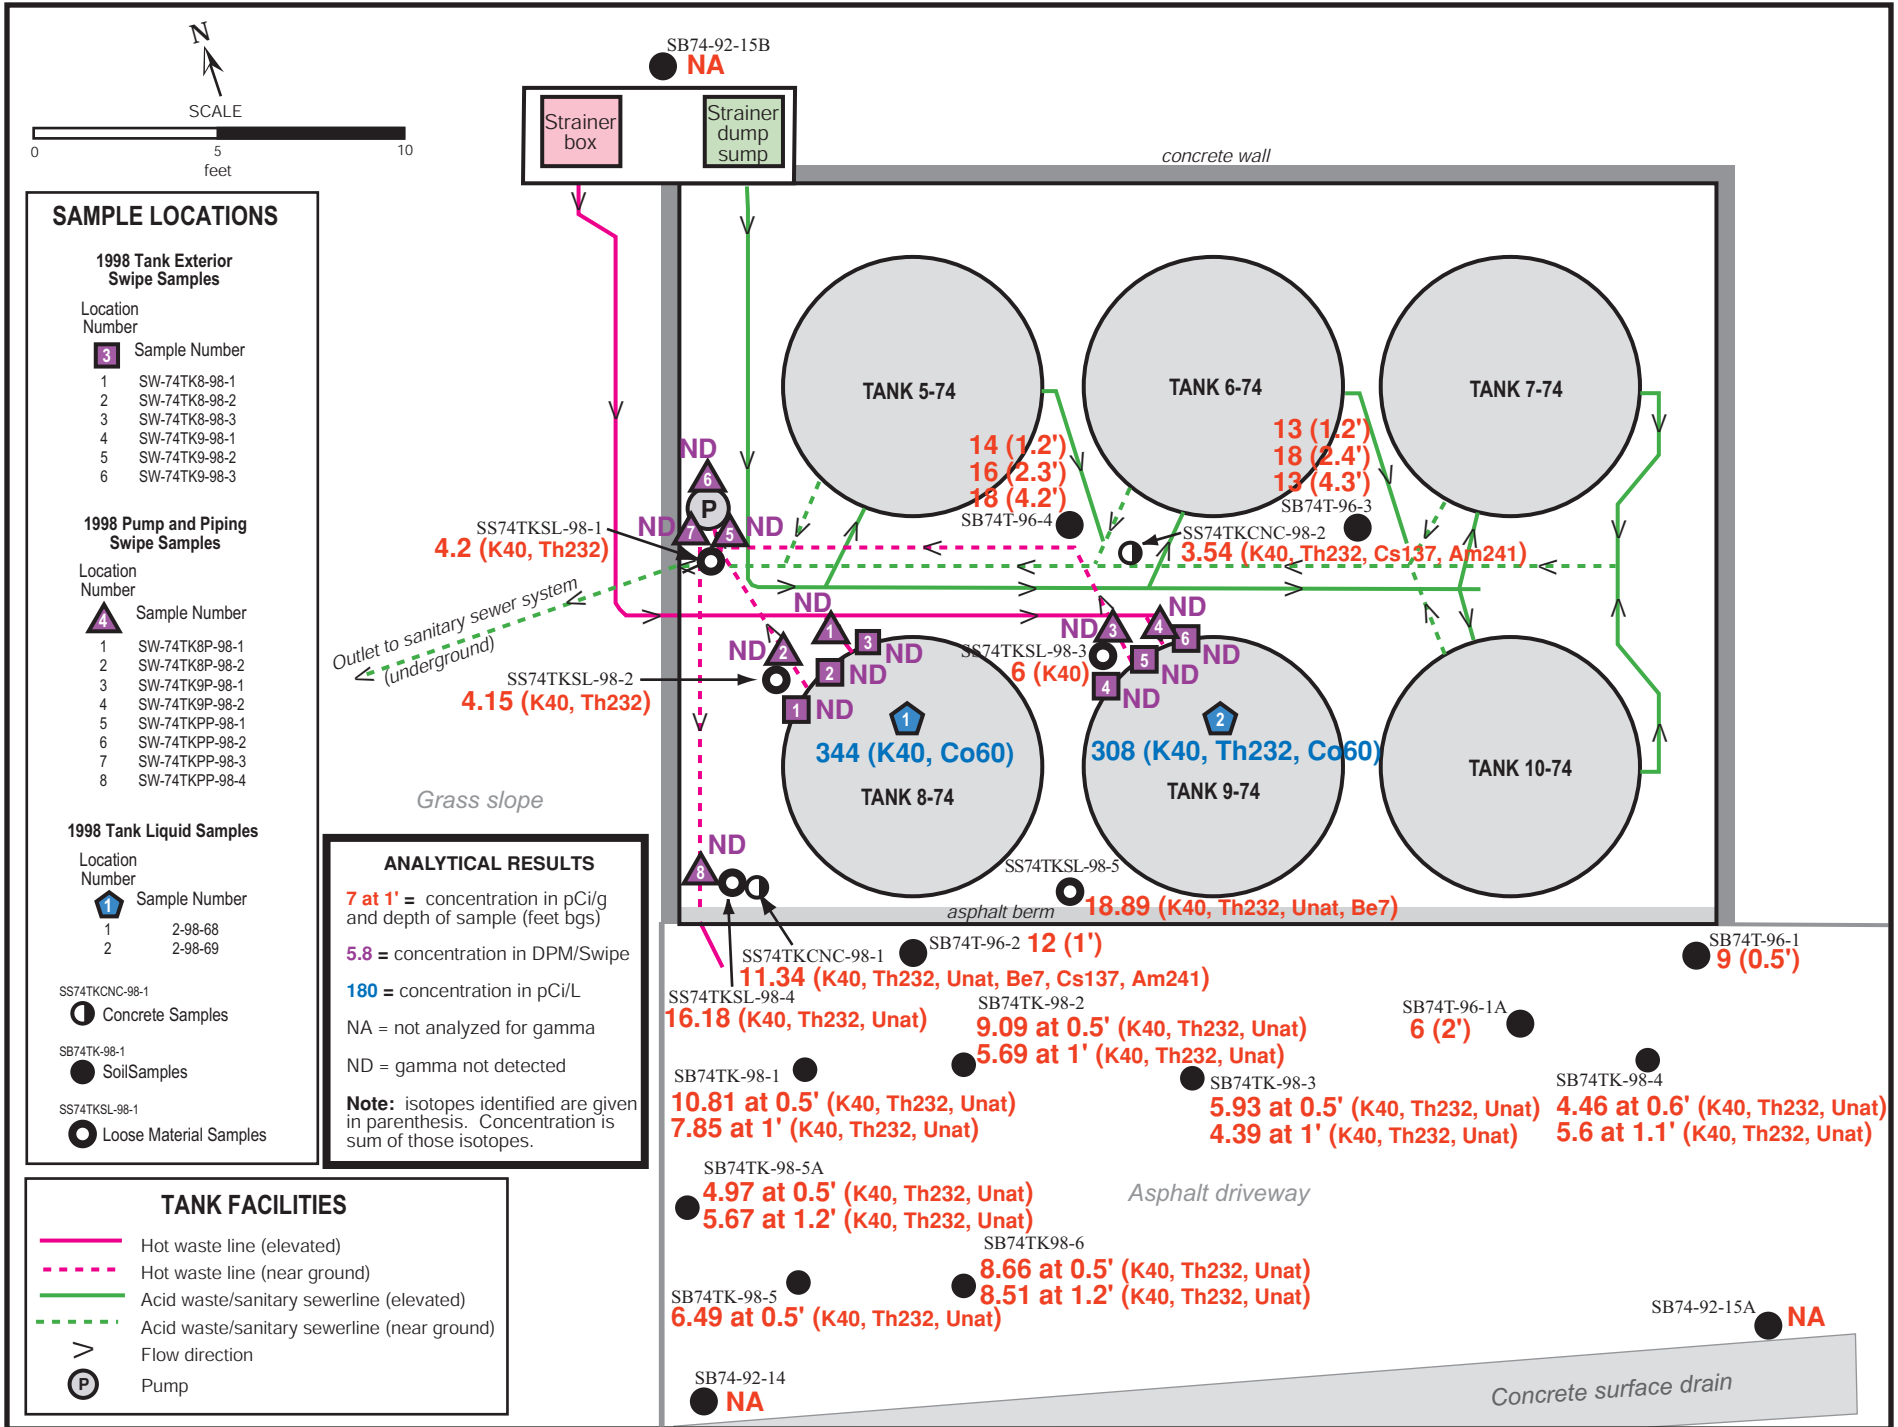 N
SCALE
0
5
10
feet
SB74-92-15B
NA
Strainer
box
Strainer
dump
sump
concrete wall
SAMPLE LOCATIONS
1998 Tank Exterior
Swipe Samples
Location
Number
3
Sample Number
1 SW-74TK8-98-1
2 SW-74TK8-98-2
3 SW-74TK8-98-3
4 SW-74TK9-98-1
5 SW-74TK9-98-2
6 SW-74TK9-98-3
1998 Pump and Piping
Swipe Samples
Location
Number
4
Sample Number
1 SW-74TK8P-98-1
2 SW-74TK8P-98-2
3 SW-74TK9P-98-1
4 SW-74TK9P-98-2
5 SW-74TKPP-98-1
6 SW-74TKPP-98-2
7 SW-74TKPP-98-3
8 SW-74TKPP-98-4
1998 Tank Liquid Samples
Location
Number
1
Sample Number
1 2-98-68
2 2-98-69
SS74TKCNC-98-1
Concrete Samples
SB74TK-98-1
SoilSamples
SS74TKSL-98-1
Loose Material Samples
ANALYTICAL RESULTS
7 at 1' = concentration in pCi/g
and depth of sample (feet bgs)
5.8 = concentration in DPM/Swipe
180 = concentration in pCi/L
NA = not analyzed for gamma
ND = gamma not detected
Note: isotopes identified are given
in parenthesis. Concentration is
sum of those isotopes.
TANK FACILITIES
Hot waste line (elevated)
Hot waste line (near ground)
Acid waste/sanitary sewerline (elevated)
Acid waste/sanitary sewerline (near ground)
Flow direction
P
Pump
TANK 5-74
TANK 6-74
TANK 7-74
14 (1.2')
16 (2.3')
18 (4.2')
SB74T-96-4
13 (1.2')
18 (2.4')
13 (4.3')
SB74T-96-3
ND
6
P
ND
7
5
ND
SS74TKSL-98-1
4.2 (K40, Th232)
SS74TKCNC-98-2
3.54 (K40, Th232, Cs137, Am241)
Outlet to sanitary sewer system
(underground)
ND
1
3
ND
ND
2
2
ND
1
ND
SS74TKSL-98-2
4.15 (K40, Th232)
ND
3
ND
4
6
ND
5
ND
4
ND
SS74TKSL-98-3
6 (K40)
1
344 (K40, Co60)
TANK 8-74
2
308 (K40, Th232, Co60)
TANK 9-74
TANK 10-74
Grass slope
ND
8
SS74TKSL-98-5
18.89 (K40, Th232, Unat, Be7)
asphalt berm
SB74T-96-2 12 (1')
SS74TKCNC-98-1
11.34 (K40, Th232, Unat, Be7, Cs137, Am241)
SS74TKSL-98-4
16.18 (K40, Th232, Unat)
SB74T-96-1
9 (0.5')
SB74T-96-1A
6 (2')
SB74TK-98-2
9.09 at 0.5' (K40, Th232, Unat)
5.69 at 1' (K40, Th232, Unat)
SB74TK-98-1
10.81 at 0.5' (K40, Th232, Unat)
7.85 at 1' (K40, Th232, Unat)
SB74TK-98-3
5.93 at 0.5' (K40, Th232, Unat)
4.39 at 1' (K40, Th232, Unat)
SB74TK-98-4
4.46 at 0.6' (K40, Th232, Unat)
5.6 at 1.1' (K40, Th232, Unat)
SB74TK-98-5A
4.97 at 0.5' (K40, Th232, Unat)
5.67 at 1.2' (K40, Th232, Unat)
Asphalt driveway
SB74TK98-6
8.66 at 0.5' (K40, Th232, Unat)
8.51 at 1.2' (K40, Th232, Unat)
SB74TK-98-5
6.49 at 0.5' (K40, Th232, Unat)
SB74-92-15A
NA
SB74-92-14
NA
Concrete surface drain